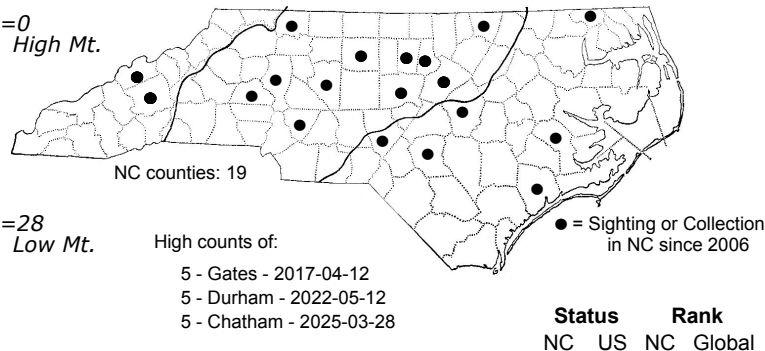 =0
High Mt.
NC counties: 19
=28
Low Mt.
High counts of:
5 - Gates - 2017-04-12
5 - Durham - 2022-05-12
5 - Chatham - 2025-03-28
● = Sighting or Collection
in NC since 2006
Status Rank
NC US NC Global